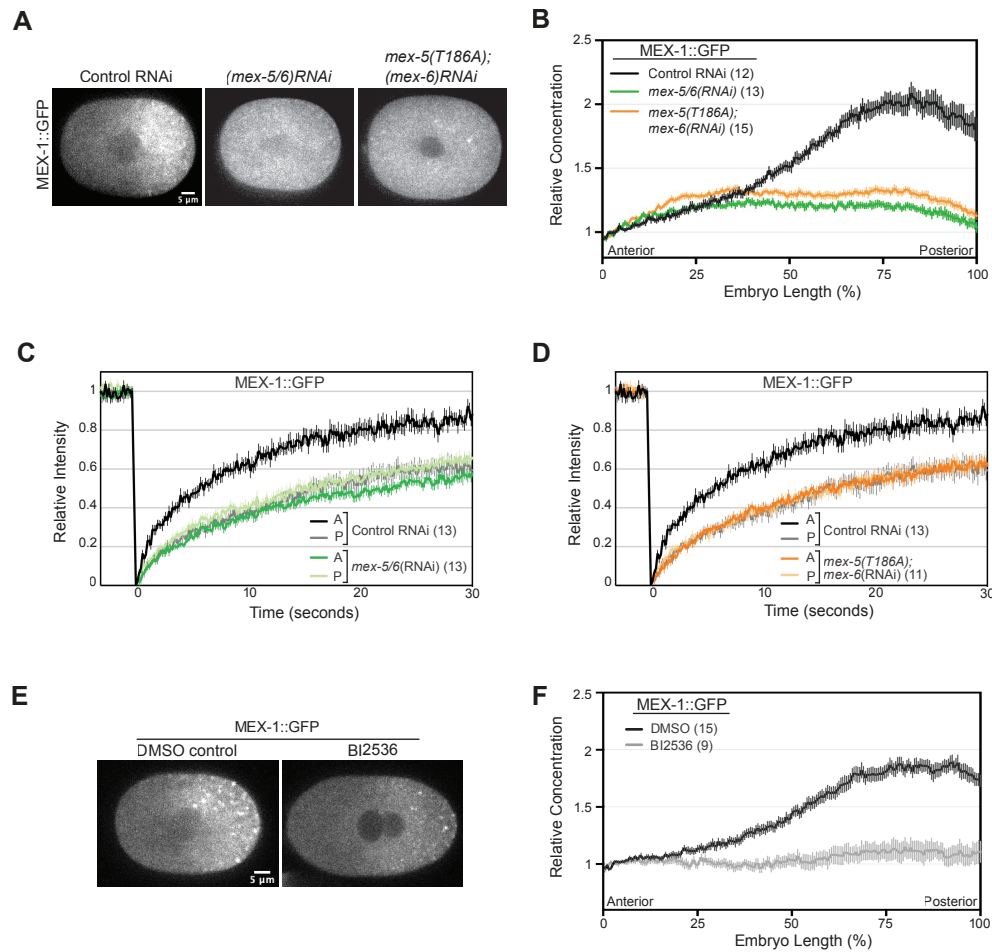 A
Control RNAi
(mex-5/6)RNAi
mex-5(T186A);
(mex-6)RNAi
MEX-1::GFP
5 µm
B
MEX-1::GFP
Control RNAi (12)
mex-5/6(RNAi) (13)
mex-5(T186A);
mex-6(RNAi) (15)
Relative Concentration
2.5
2
1.5
1
Anterior
Posterior
0
25
50
75
100
Embryo Length (%)
C
MEX-1::GFP
Relative Intensity
1
0.8
0.6
0.4
0.2
0
A
P
Control RNAi (13)
A
P
mex-5/6(RNAi) (13)
0
10
20
30
Time (seconds)
D
MEX-1::GFP
Relative Intensity
1
0.8
0.6
0.4
0.2
0
A
P
Control RNAi (13)
A
P
mex-5(T186A);
mex-6(RNAi) (11)
0
10
20
30
Time (seconds)
E
MEX-1::GFP
DMSO control
BI2536
5 µm
F
MEX-1::GFP
DMSO (15)
BI2536 (9)
Relative Concentration
2.5
2
1.5
1
Anterior
Posterior
0
25
50
75
100
Embryo Length (%)